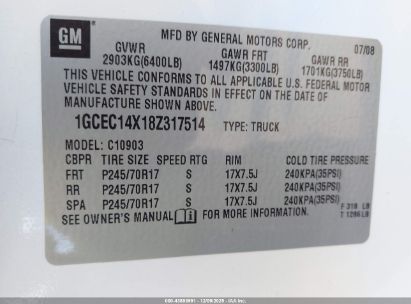 GM
MFD BY GENERAL MOTORS CORP. 07/08
GVWR GAWR FRT GAWR RR
2903KG(6400LB) 1497KG(3300LB) 1701KG(3750LB)
THIS VEHICLE CONFORMS TO ALL APPLICABLE U.S. FEDERAL MOTOR
VEHICLE SAFETY STANDARDS IN EFFECT ON THE DATE OF
MANUFACTURE SHOWN ABOVE.
1GCEC14X18Z317514 TYPE: TRUCK
MODEL: C10903
CBPR TIRE SIZE SPEED RTG RIM COLD TIRE PRESSURE
FRT P245/70R17 S 17X7.5J 240KPA(35PSI)
RR P245/70R17 S 17X7.5J 240KPA(35PSI)
SPA P245/70R17 S 17X7.5J 240KPA(35PSI)
SEE OWNER'S MANUAL FOR MORE INFORMATION.
F 318 LB
T 1286 LB